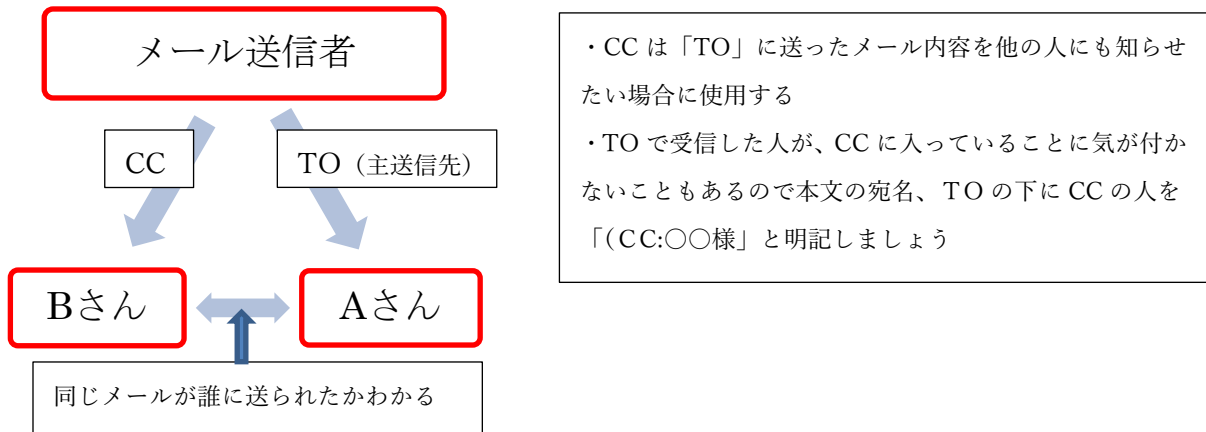 メール送信者
CC
TO（主送信先）
Bさん
Aさん
同じメールが誰に送られたかわかる
・CC は「TO」に送ったメール内容を他の人にも知らせ
たい場合に使用する
・TO で受信した人が、CC に入っていることに気が付か
ないこともあるので本文の宛名、ＴＯの下に CC の人を
「(ＣＣ:〇〇様」と明記しましょう